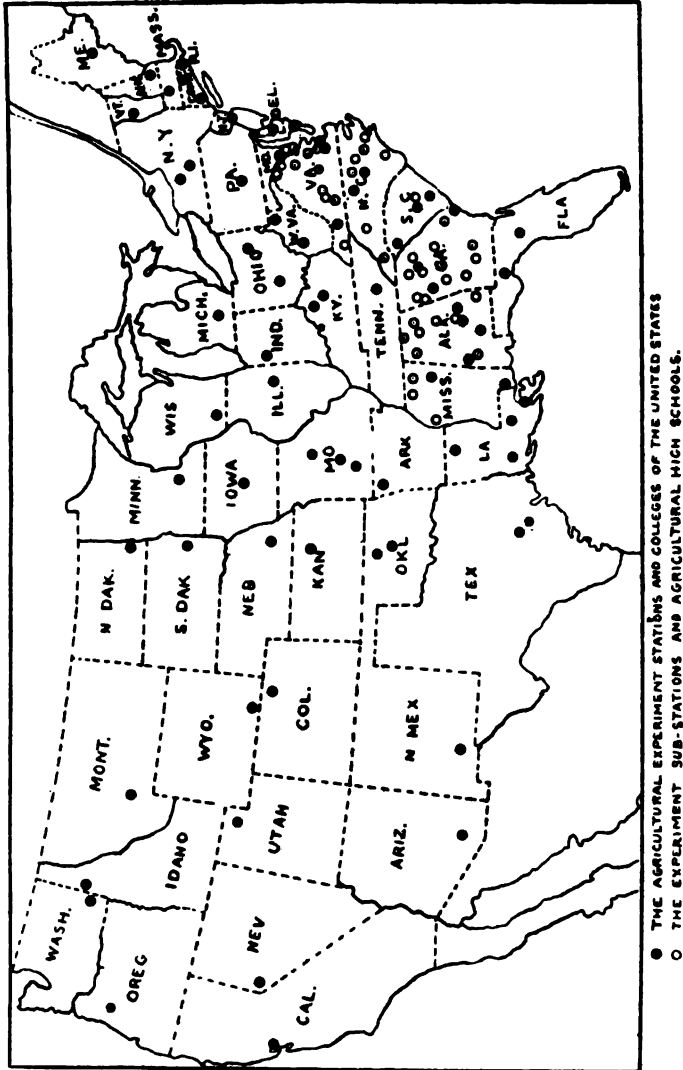 WASH.
OREG
CAL.
NEV
IDAHO
MONT.
WYO.
UTAH
ARIZ.
COL.
N MEX
N DAK.
S. DAK
NEB
KAN
OKL
TEX
MINN.
IOWA
MO
ARK
LA
WIS
ILL.
MICH.
IND.
OHIO
KY.
TENN.
MISS.
ALA.
GA.
FLA
S.C.
N.C.
VA.
W.VA.
MD.
DEL.
PA.
N.J.
N.Y
VT.
N.H.
ME.
MASS.
R.I.
THE AGRICULTURAL EXPERIMENT STATIONS AND COLLEGES OF THE UNITED STATES
THE EXPERIMENT SUB-STATIONS AND AGRICULTURAL HIGH SCHOOLS.